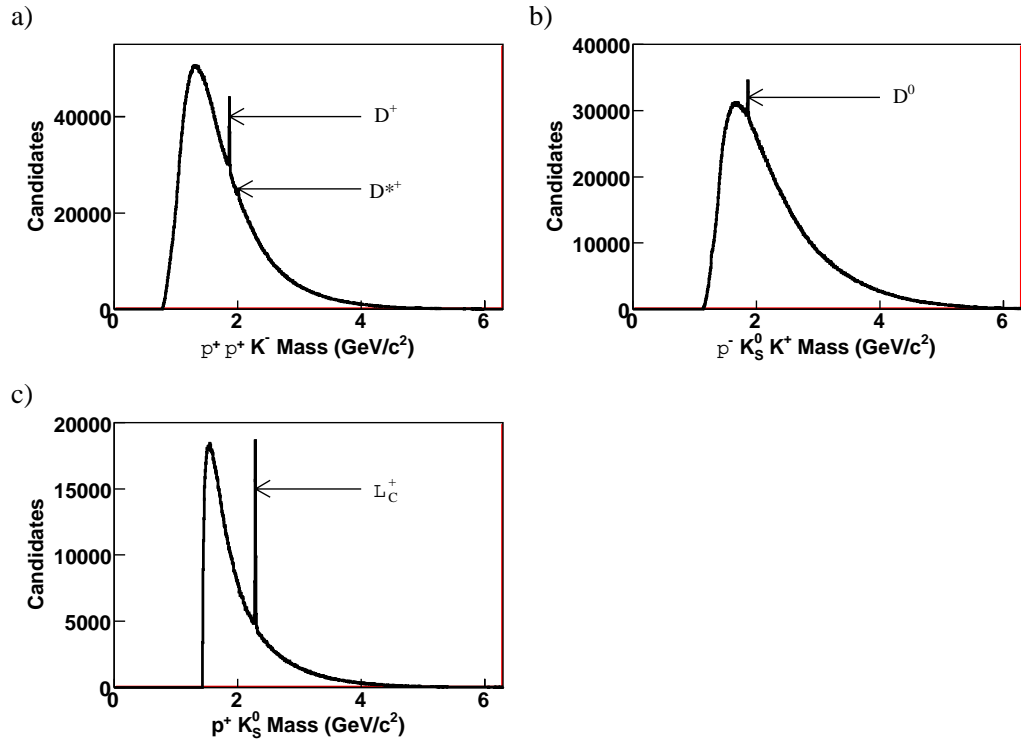 a)
40000
20000
0
Candidates
D⁺
D*⁺
0 2 4 6
p⁺ p⁺ K⁻ Mass (GeV/c²)
b)
40000
30000
20000
10000
0
Candidates
D⁰
0 2 4 6
p⁻ K⁰S K⁺ Mass (GeV/c²)
c)
20000
15000
10000
5000
0
Candidates
L⁺C
0 2 4 6
p⁺ K⁰S Mass (GeV/c²)